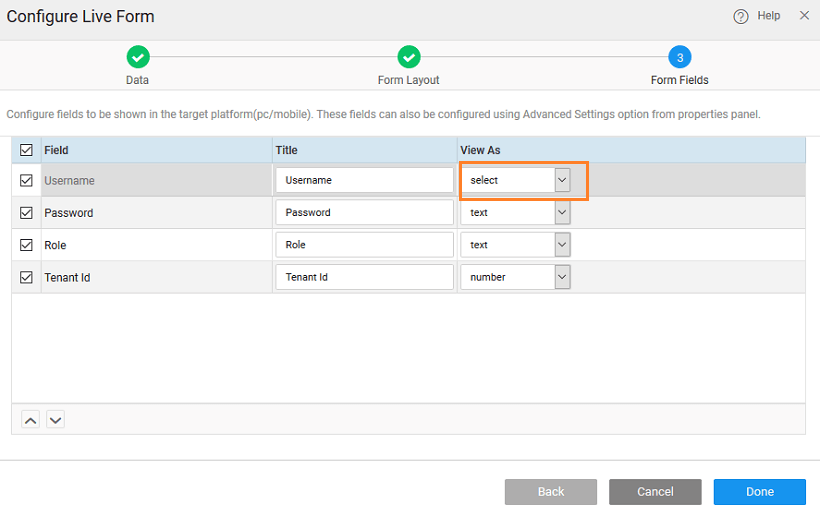 Configure Live Form
Help
3
Data
Form Layout
Form Fields
Configure fields to be shown in the target platform(pc/mobile). These fields can also be configured using Advanced Settings option from properties panel.
Field Title View As
Username Username select
Password Password text
Role Role text
Tenant Id Tenant Id number
Back Cancel Done